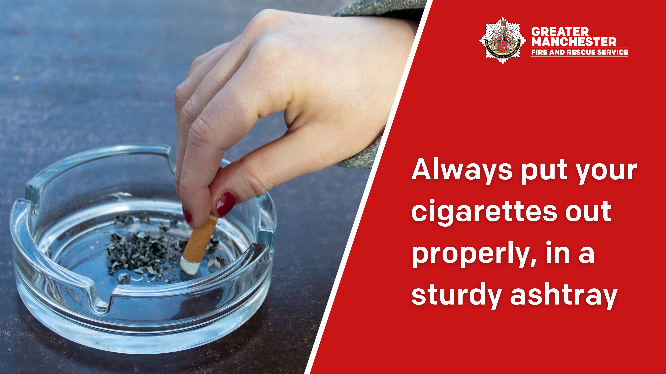 GREATER
MANCHESTER
FIRE AND RESCUE SERVICE
Always put your
cigarettes out
properly, in a
sturdy ashtray